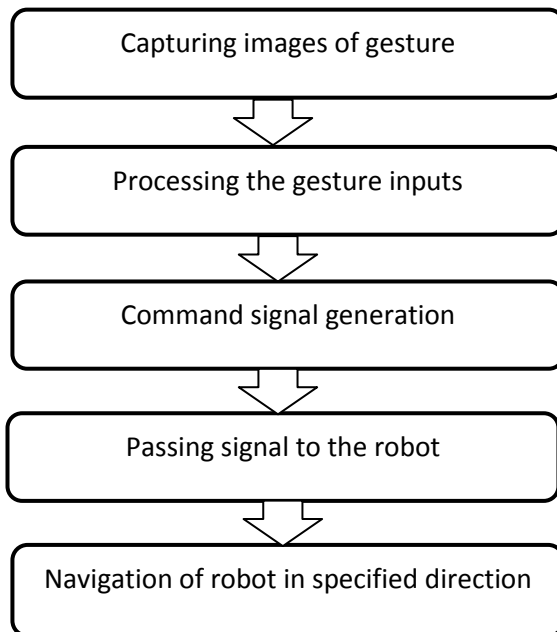 Capturing images of gesture
Processing the gesture inputs
Command signal generation
Passing signal to the robot
Navigation of robot in specified direction